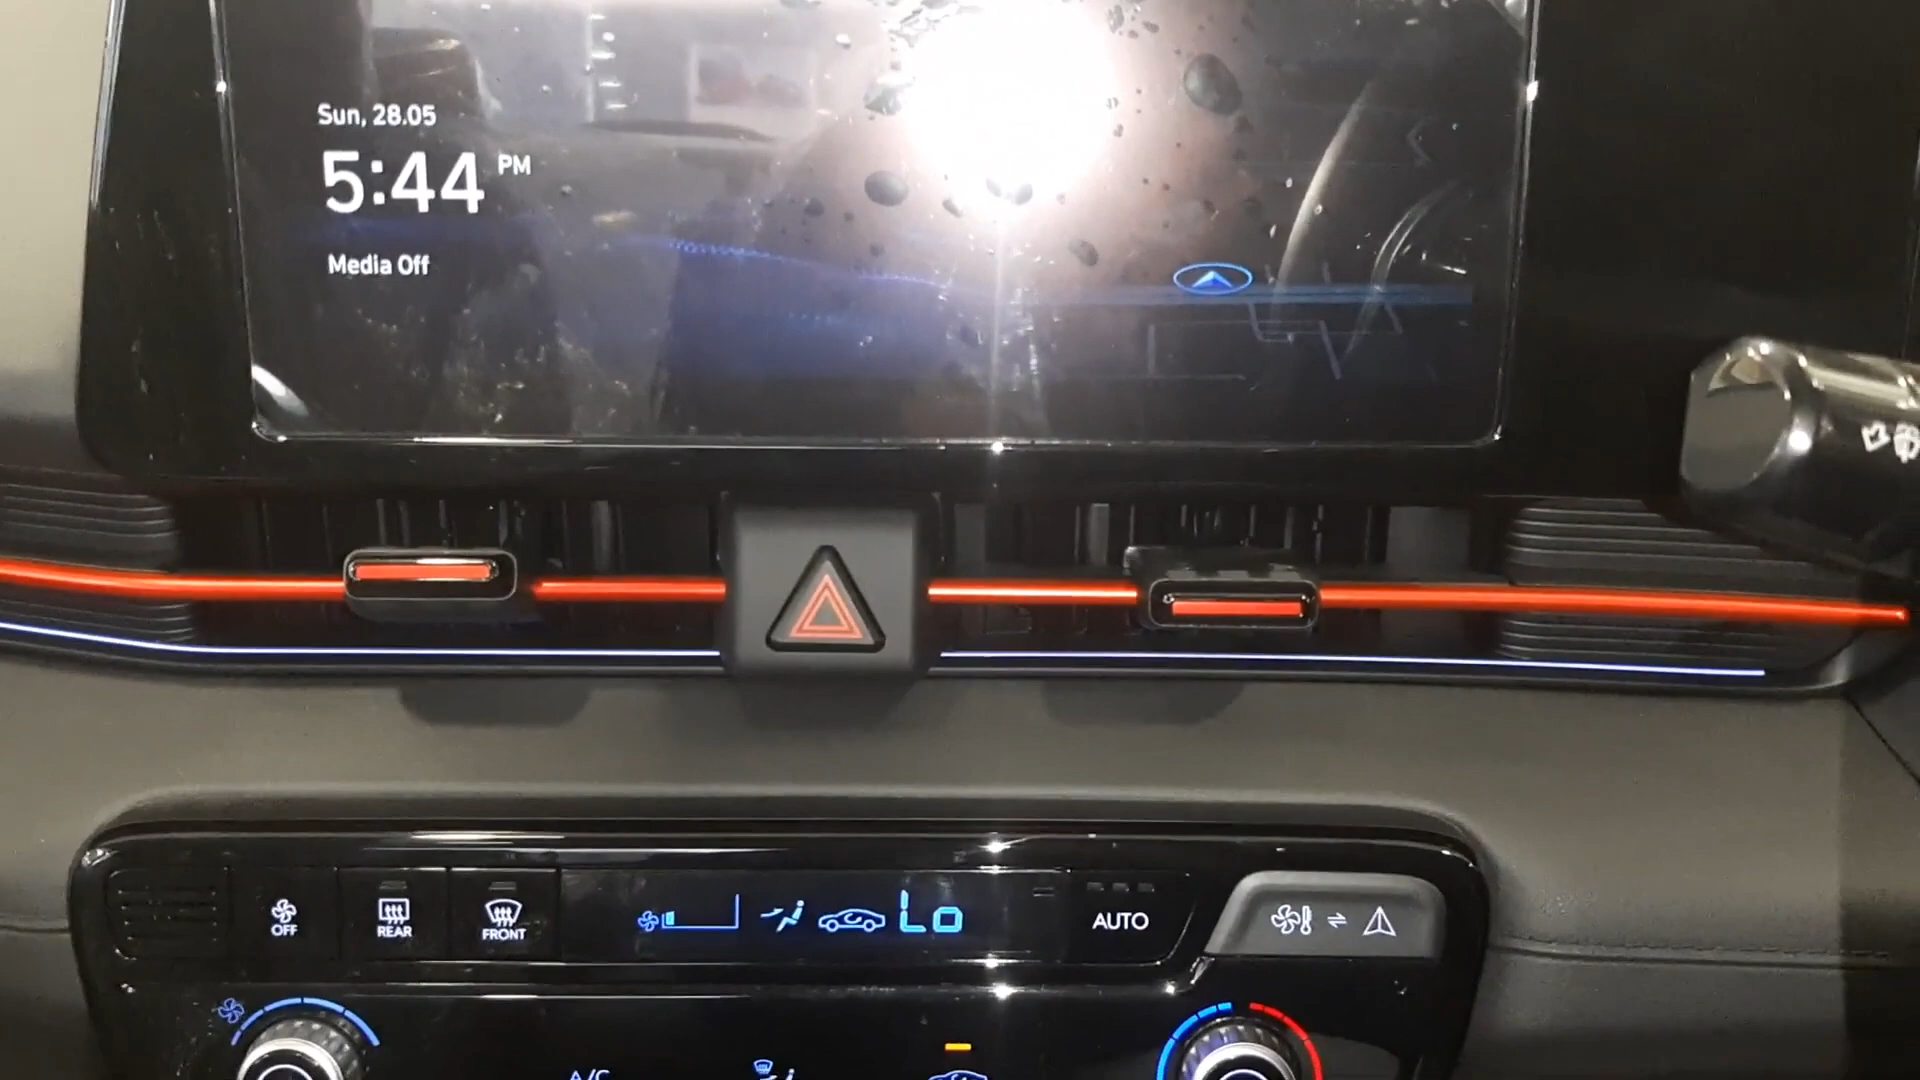 Sun, 28.05
5:44 PM
Media Off
OFF
REAR
FRONT
Lo
AUTO
A/C